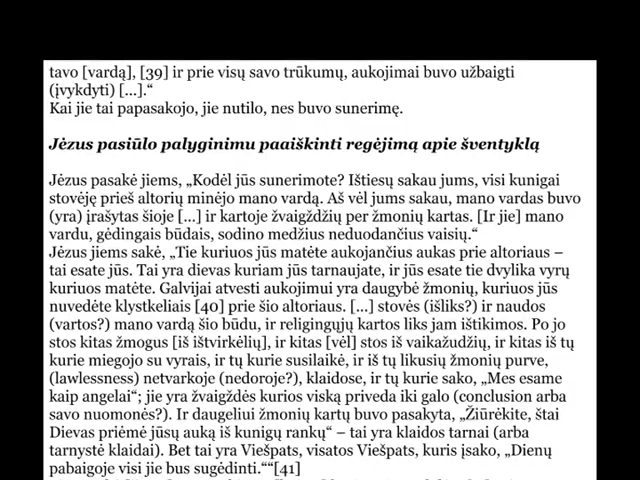 tavo [vardą], [39] ir prie visų savo trūkumų, aukojimai buvo užbaigti
(įvykdyti) [...].“
Kai jie tai papasakojo, jie nutilo, nes buvo sunerimę.
Jėzus pasiūlo palyginimu paaiškinti regėjimą apie šventyklą
Jėzus pasakė jiems, „Kodėl jūs sunerimote? Ištiesų sakau jums, visi kunigai
stovėję prieš altorių minėjo mano vardą. Aš vėl jums sakau, mano vardas buvo
(yra) įrašytas šioje [...] ir kartoje žvaigždžių per žmonių kartas. [Ir jie] mano
vardu, gėdingais būdais, sodino medžius neduodančius vaisių.“
Jėzus jiems sakė, „Tie kuriuos jūs matėte aukojančius aukas prie altoriaus –
tai esate jūs. Tai yra dievas kuriam jūs tarnaujate, ir jūs esate tie dvylika vyrų
kuriuos matėte. Galvijai atvesti aukojimui yra daugybė žmonių, kuriuos jūs
nuvedėte klystkeliais [40] prie šio altoriaus. [...] stovės (išliks?) ir naudos
(vartos?) mano vardą šio būdu, ir religingųjų kartos liks jam ištikimos. Po jo
stos kitas žmogus [iš ištvirkėlių], ir kitas [vėl] stos iš vaikažudžių, ir kitas iš tų
kurie miegojo su vyrais, ir tų kurie susilaikė, ir iš tų likusių žmonių purve,
(lawlessness) netvarkoje (nedoroje?), klaidose, ir tų kurie sako, „Mes esame
kaip angelai“; jie yra žvaigždės kurios viską priveda iki galo (conclusion arba
savo nuomonės?). Ir daugeliui žmonių kartų buvo pasakyta, „Žiūrėkite, štai
Dievas priėmė jūsų auką iš kunigų rankų“ – tai yra klaidos tarnai (arba
tarnystė klaidai). Bet tai yra Viešpats, visatos Viešpats, kuris įsako, „Dienų
pabaigoje visi jie bus sugėdinti.““[41]